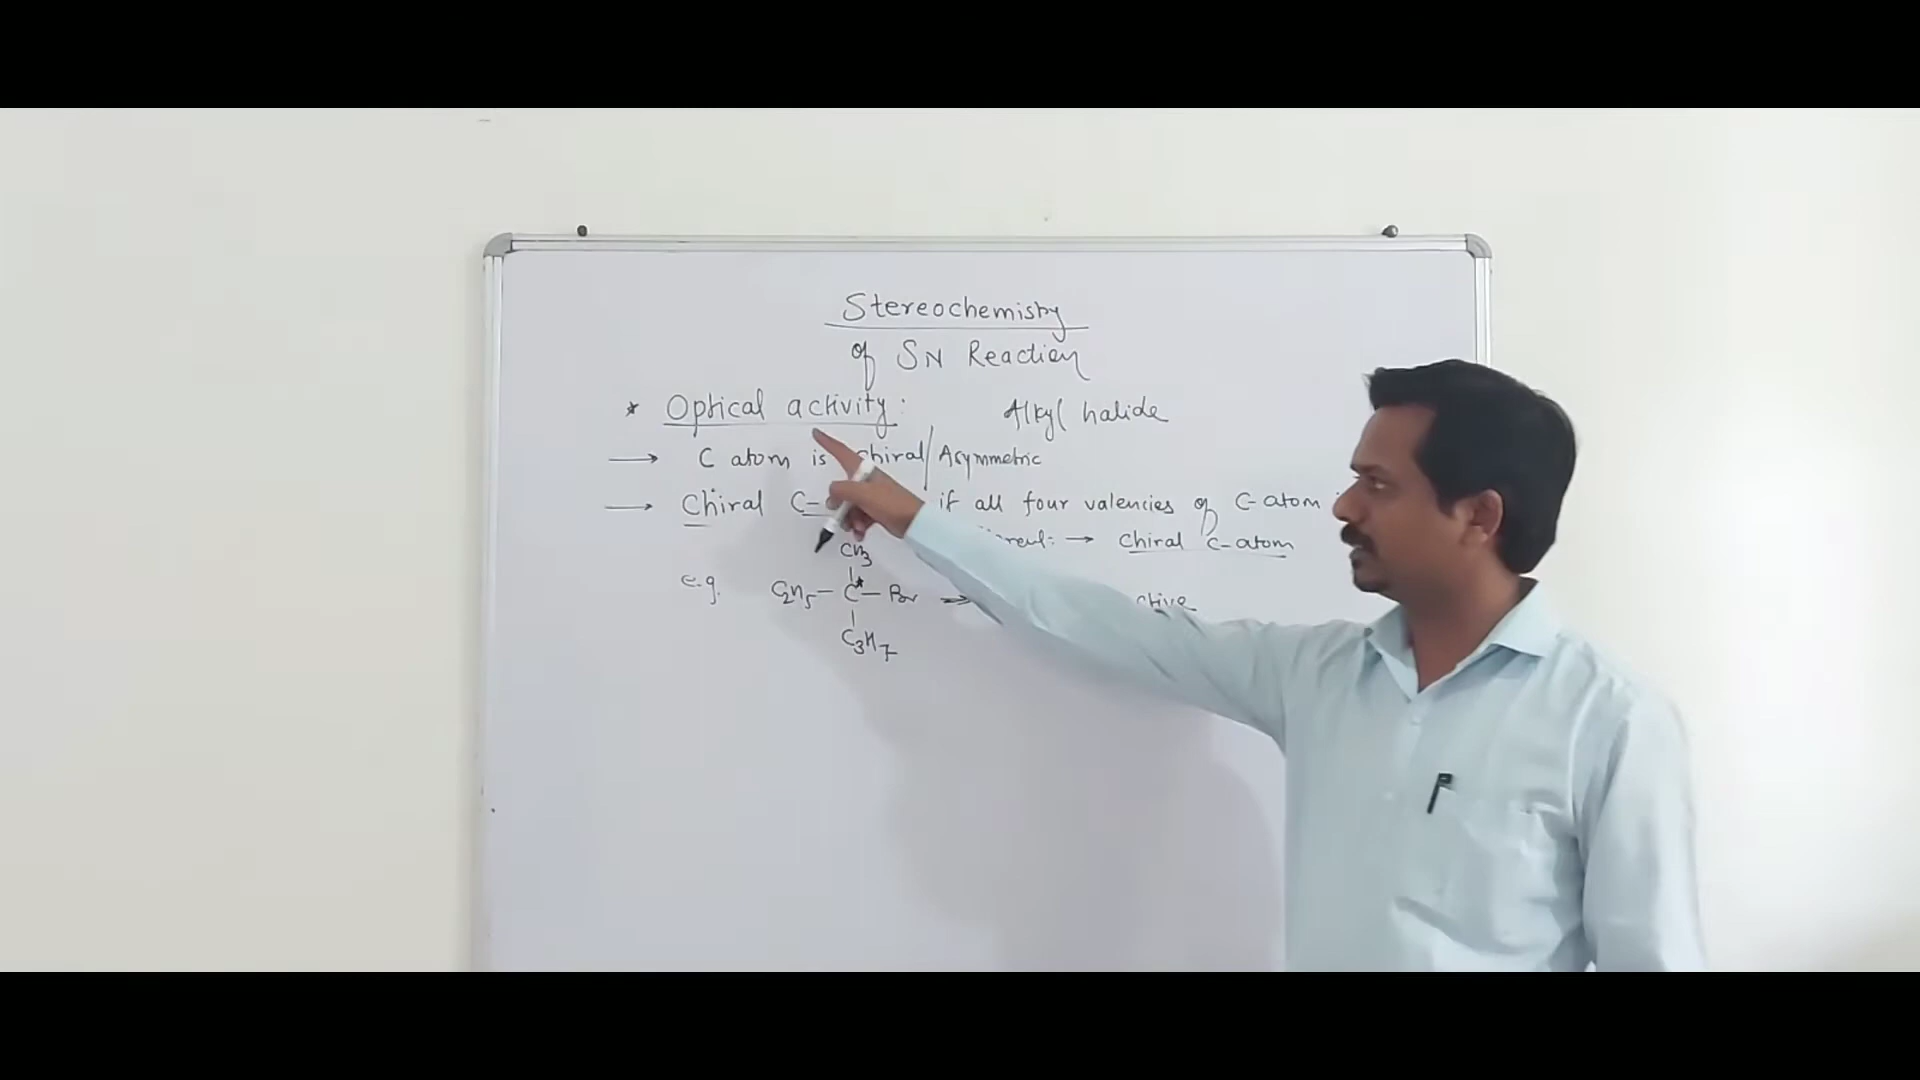 Stereochemistry
of SN Reaction
* Optical activity: Alkyl halide
→ C atom is chiral/Asymmetric
→ Chiral C- if all four valencies of C-atom
→ chiral c-atom
CH3
e.g. C2H5 - C* - Br →
C3H7